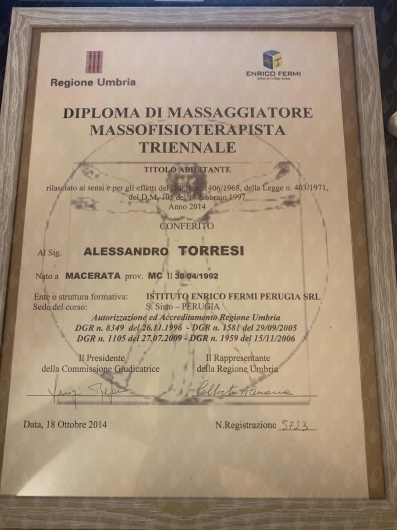 Regione Umbria
ENRICO FERMI
DIPLOMA DI MASSAGGIATORE
MASSOFISIOTERAPISTA
TRIENNALE
TITOLO ABILITANTE
rilasciato ai sensi e per gli effetti del D.P.R. n. 1406/1968, della Legge n. 403/1971,
del D.M. 105 del 17 febbraio 1997
Anno 2014
CONFERITO
Al Sig. ALESSANDRO TORRESI
Nato a MACERATA prov. MC Il 30/04/1992
Ente o struttura formativa: ISTITUTO ENRICO FERMI PERUGIA SRL
Sede del corso: S. Sisto – PERUGIA
Autorizzazione ed Accreditamento Regione Umbria
DGR n. 8349 del 26.11.1996 - DGR n. 1581 del 29/09/2005
DGR n. 1105 del 27.07.2009 - DGR n. 1959 del 15/11/2006
Il Presidente Il Rappresentante
della Commissione Giudicatrice della Regione Umbria
Data, 18 Ottobre 2014 N.Registrazione 5723